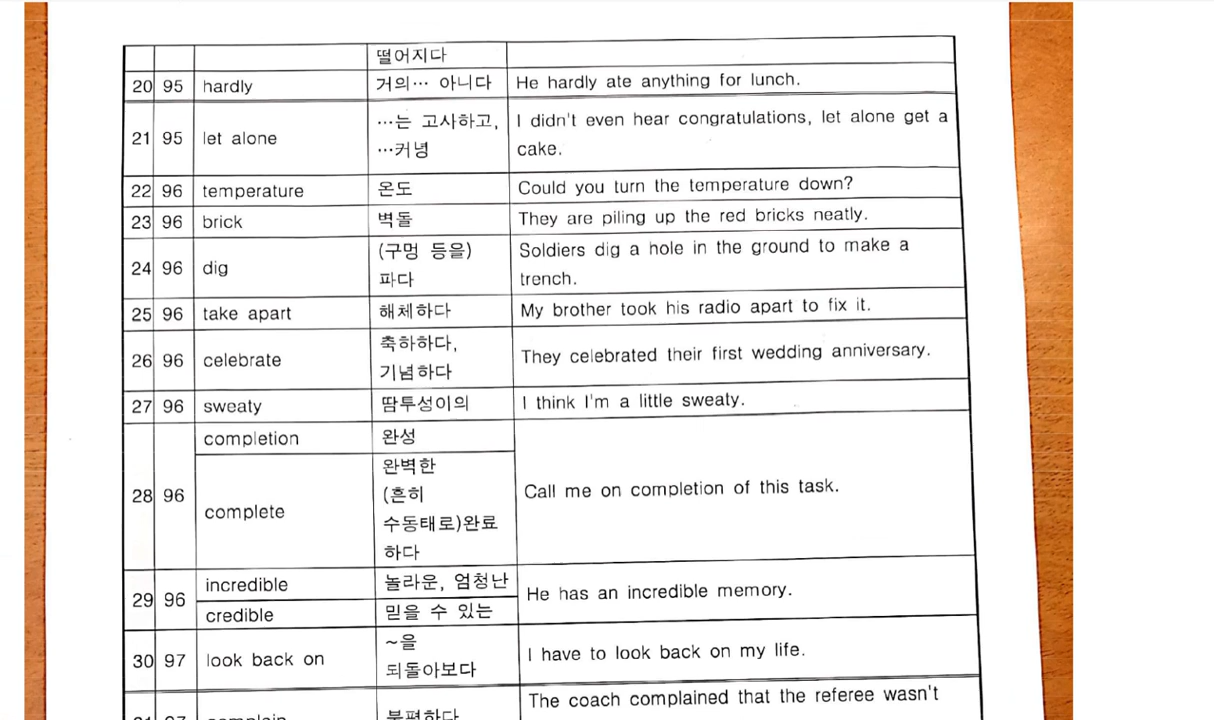 떨어지다
20 95 hardly 거의… 아니다 He hardly ate anything for lunch.
21 95 let alone …는 고사하고, …커녕 I didn't even hear congratulations, let alone get a cake.
22 96 temperature 온도 Could you turn the temperature down?
23 96 brick 벽돌 They are piling up the red bricks neatly.
24 96 dig (구멍 등을) 파다 Soldiers dig a hole in the ground to make a trench.
25 96 take apart 해체하다 My brother took his radio apart to fix it.
26 96 celebrate 축하하다, 기념하다 They celebrated their first wedding anniversary.
27 96 sweaty 땀투성이의 I think I'm a little sweaty.
28 96 completion 완성 Call me on completion of this task.
complete 완벽한 (흔히 수동태로)완료하다
29 96 incredible 놀라운, 엄청난 He has an incredible memory.
credible 믿을 수 있는
30 97 look back on ~을 되돌아보다 I have to look back on my life.
The coach complained that the referee wasn't
complain 불평하다